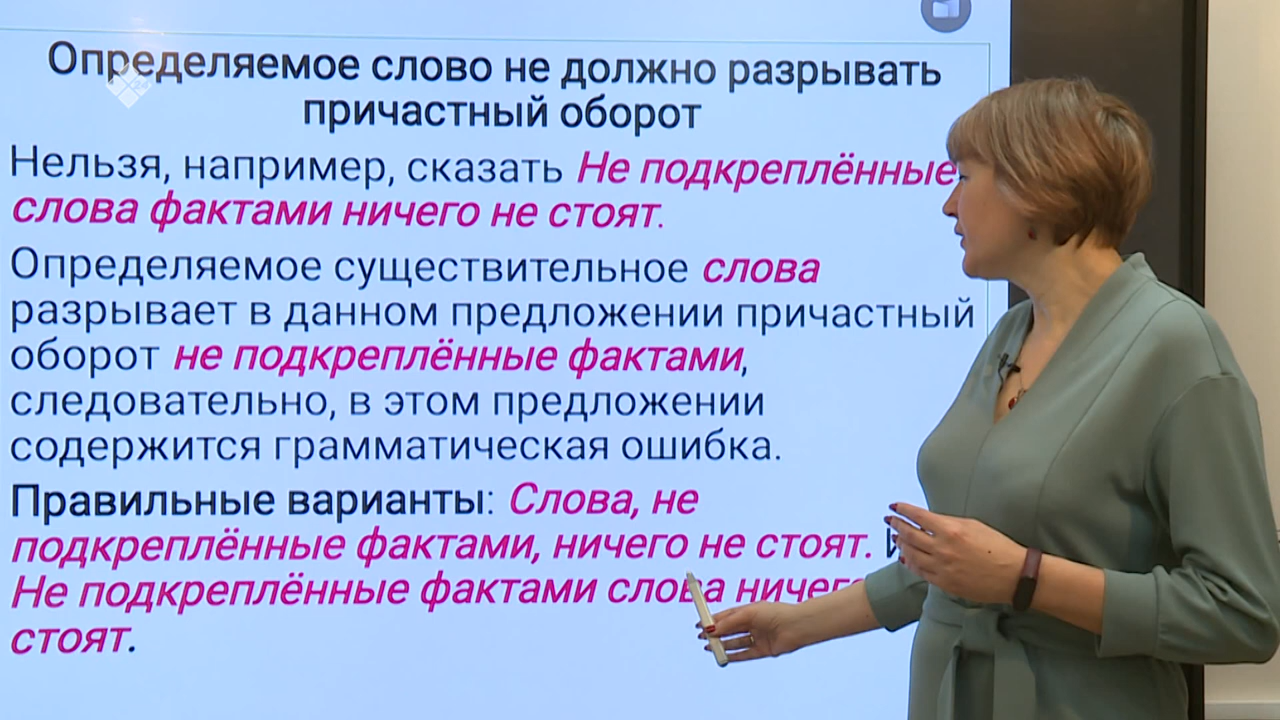 Определяемое слово не должно разрывать
причастный оборот
Нельзя, например, сказать Не подкреплённые
слова фактами ничего не стоят.
Определяемое существительное слова
разрывает в данном предложении причастный
оборот не подкреплённые фактами,
следовательно, в этом предложении
содержится грамматическая ошибка.
Правильные варианты: Слова, не
подкреплённые фактами, ничего не стоят.
Не подкреплённые фактами слова
стоят.